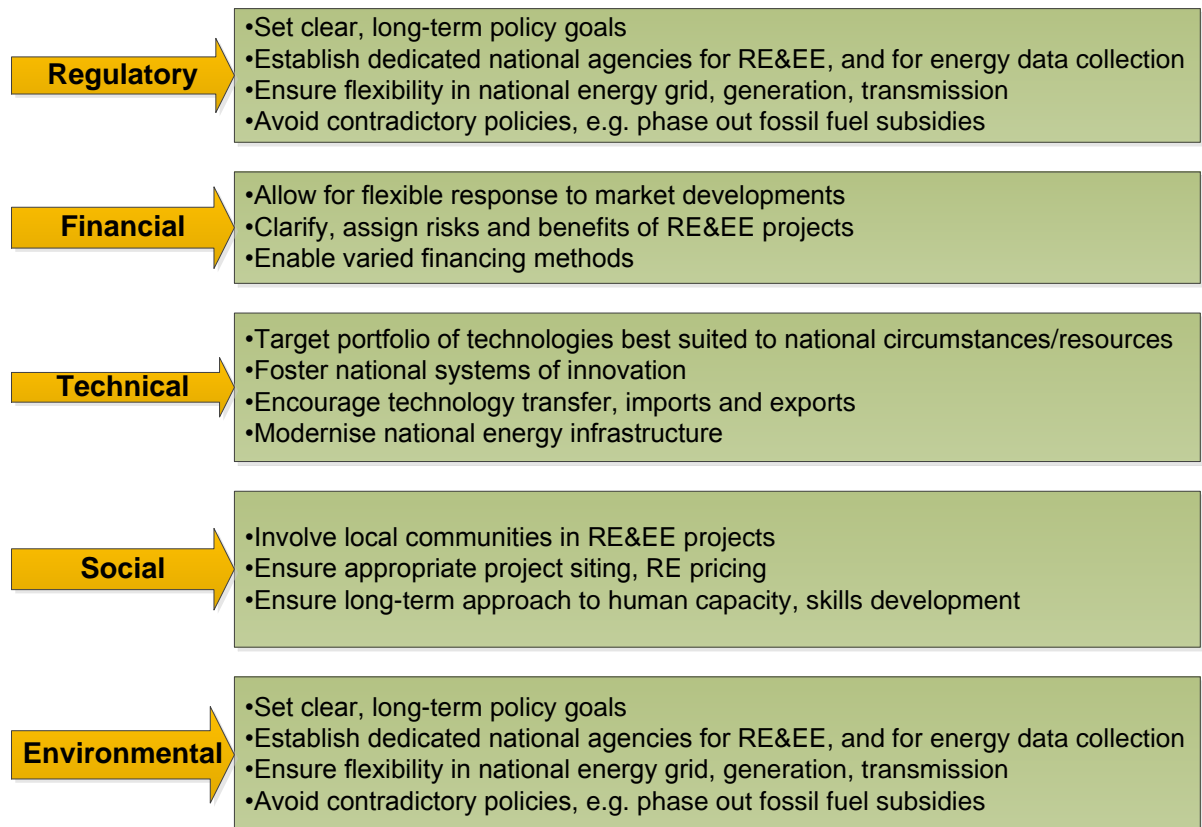 Regulatory
•Set clear, long-term policy goals
•Establish dedicated national agencies for RE&EE, and for energy data collection
•Ensure flexibility in national energy grid, generation, transmission
•Avoid contradictory policies, e.g. phase out fossil fuel subsidies
Financial
•Allow for flexible response to market developments
•Clarify, assign risks and benefits of RE&EE projects
•Enable varied financing methods
Technical
•Target portfolio of technologies best suited to national circumstances/resources
•Foster national systems of innovation
•Encourage technology transfer, imports and exports
•Modernise national energy infrastructure
Social
•Involve local communities in RE&EE projects
•Ensure appropriate project siting, RE pricing
•Ensure long-term approach to human capacity, skills development
Environmental
•Set clear, long-term policy goals
•Establish dedicated national agencies for RE&EE, and for energy data collection
•Ensure flexibility in national energy grid, generation, transmission
•Avoid contradictory policies, e.g. phase out fossil fuel subsidies